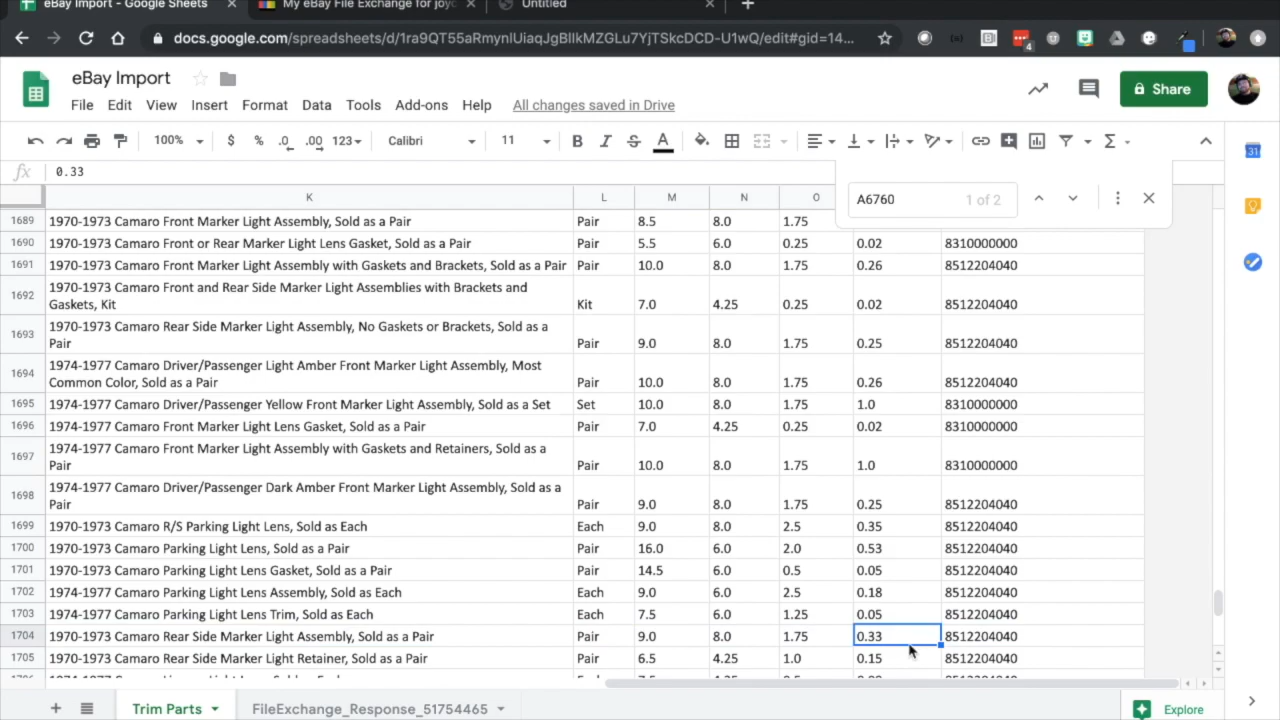 eBay Import - Google Sheets
My eBay File Exchange for joyc
Untitled
docs.google.com/spreadsheets/d/1ra9QT55aRmynlUiaqJgBllkMZGLu7YjTSkcDCD-U1wQ/edit#gid=14...
4
eBay Import
File Edit View Insert Format Data Tools Add-ons Help All changes saved in Drive
Share
100% $ % .0 .00 123 Calibri 11 B I S A
31
fx 0.33
A6760 1 of 2
K L M N O
1689 1970-1973 Camaro Front Marker Light Assembly, Sold as a Pair Pair 8.5 8.0 1.75
1690 1970-1973 Camaro Front or Rear Marker Light Lens Gasket, Sold as a Pair Pair 5.5 6.0 0.25 0.02 8310000000
1691 1970-1973 Camaro Front Marker Light Assembly with Gaskets and Brackets, Sold as a Pair Pair 10.0 8.0 1.75 0.26 8512204040
1970-1973 Camaro Front and Rear Side Marker Light Assemblies with Brackets and
1692 Gaskets, Kit Kit 7.0 4.25 0.25 0.02 8512204040
1970-1973 Camaro Rear Side Marker Light Assembly, No Gaskets or Brackets, Sold as a
1693 Pair Pair 9.0 8.0 1.75 0.25 8512204040
1974-1977 Camaro Driver/Passenger Light Amber Front Marker Light Assembly, Most
1694 Common Color, Sold as a Pair Pair 10.0 8.0 1.75 0.26 8512204040
1695 1974-1977 Camaro Driver/Passenger Yellow Front Marker Light Assembly, Sold as a Set Set 10.0 8.0 1.75 1.0 8310000000
1696 1974-1977 Camaro Front Marker Light Lens Gasket, Sold as a Pair Pair 7.0 4.25 0.25 0.02 8310000000
1974-1977 Camaro Front Marker Light Assembly with Gaskets and Retainers, Sold as a
1697 Pair Pair 10.0 8.0 1.75 1.0 8310000000
1974-1977 Camaro Driver/Passenger Dark Amber Front Marker Light Assembly, Sold as a
1698 Pair Pair 9.0 8.0 1.75 0.25 8512204040
1699 1970-1973 Camaro R/S Parking Light Lens, Sold as Each Each 9.0 8.0 2.5 0.35 8512204040
1700 1970-1973 Camaro Parking Light Lens, Sold as a Pair Pair 16.0 6.0 2.0 0.53 8512204040
1701 1970-1973 Camaro Parking Light Lens Gasket, Sold as a Pair Pair 14.5 6.0 0.5 0.05 8512204040
1702 1974-1977 Camaro Parking Light Lens Assembly, Sold as Each Each 9.0 6.0 2.5 0.18 8512204040
1703 1974-1977 Camaro Parking Light Lens Trim, Sold as Each Each 7.5 6.0 1.25 0.05 8512204040
1704 1970-1973 Camaro Rear Side Marker Light Assembly, Sold as a Pair Pair 9.0 8.0 1.75 0.33 8512204040
1705 1970-1973 Camaro Rear Side Marker Light Retainer, Sold as a Pair Pair 6.5 4.25 1.0 0.15 8512204040
Trim Parts FileExchange_Response_51754465 Explore